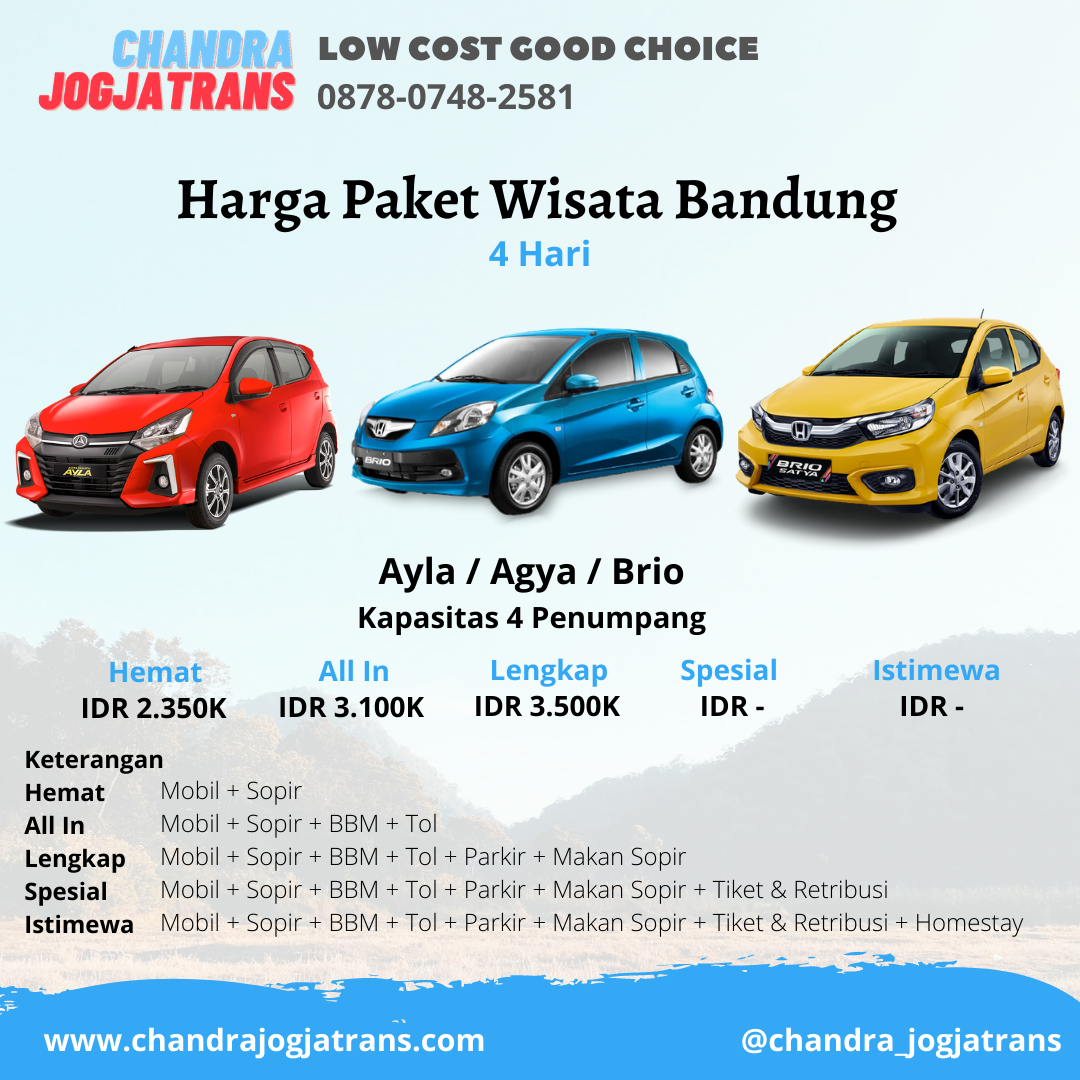 CHANDRA
JOGJATRANS
LOW COST GOOD CHOICE
0878-0748-2581
Harga Paket Wisata Bandung
4 Hari
AYLA
BRIO
BRIO
SATYA
Ayla / Agya / Brio
Kapasitas 4 Penumpang
Hemat All In Lengkap Spesial Istimewa
IDR 2.350K IDR 3.100K IDR 3.500K IDR - IDR -
Keterangan
Hemat Mobil + Sopir
All In Mobil + Sopir + BBM + Tol
Lengkap Mobil + Sopir + BBM + Tol + Parkir + Makan Sopir
Spesial Mobil + Sopir + BBM + Tol + Parkir + Makan Sopir + Tiket & Retribusi
Istimewa Mobil + Sopir + BBM + Tol + Parkir + Makan Sopir + Tiket & Retribusi + Homestay
www.chandrajogjatrans.com @chandra_jogjatrans